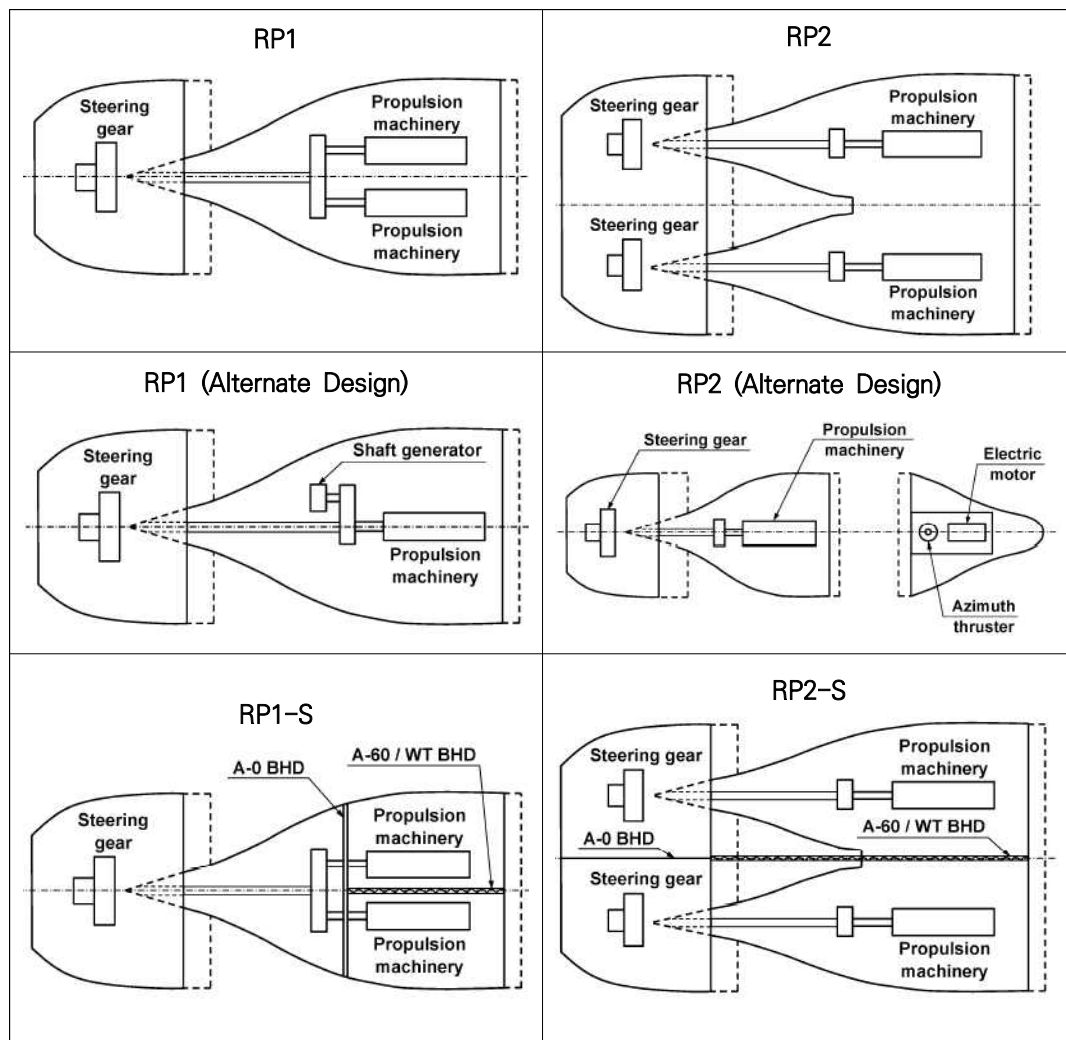 RP1
Steering
gear
Propulsion
machinery
Propulsion
machinery
RP2
Steering gear
Propulsion
machinery
Steering gear
Propulsion
machinery
RP1 (Alternate Design)
Steering
gear
Shaft generator
Propulsion
machinery
RP2 (Alternate Design)
Steering gear
Propulsion
machinery
Electric
motor
Azimuth
thruster
RP1-S
A-0 BHD
A-60 / WT BHD
Steering
gear
Propulsion
machinery
Propulsion
machinery
RP2-S
Steering gear
Propulsion
machinery
A-0 BHD
A-60 / WT BHD
Steering gear
Propulsion
machinery